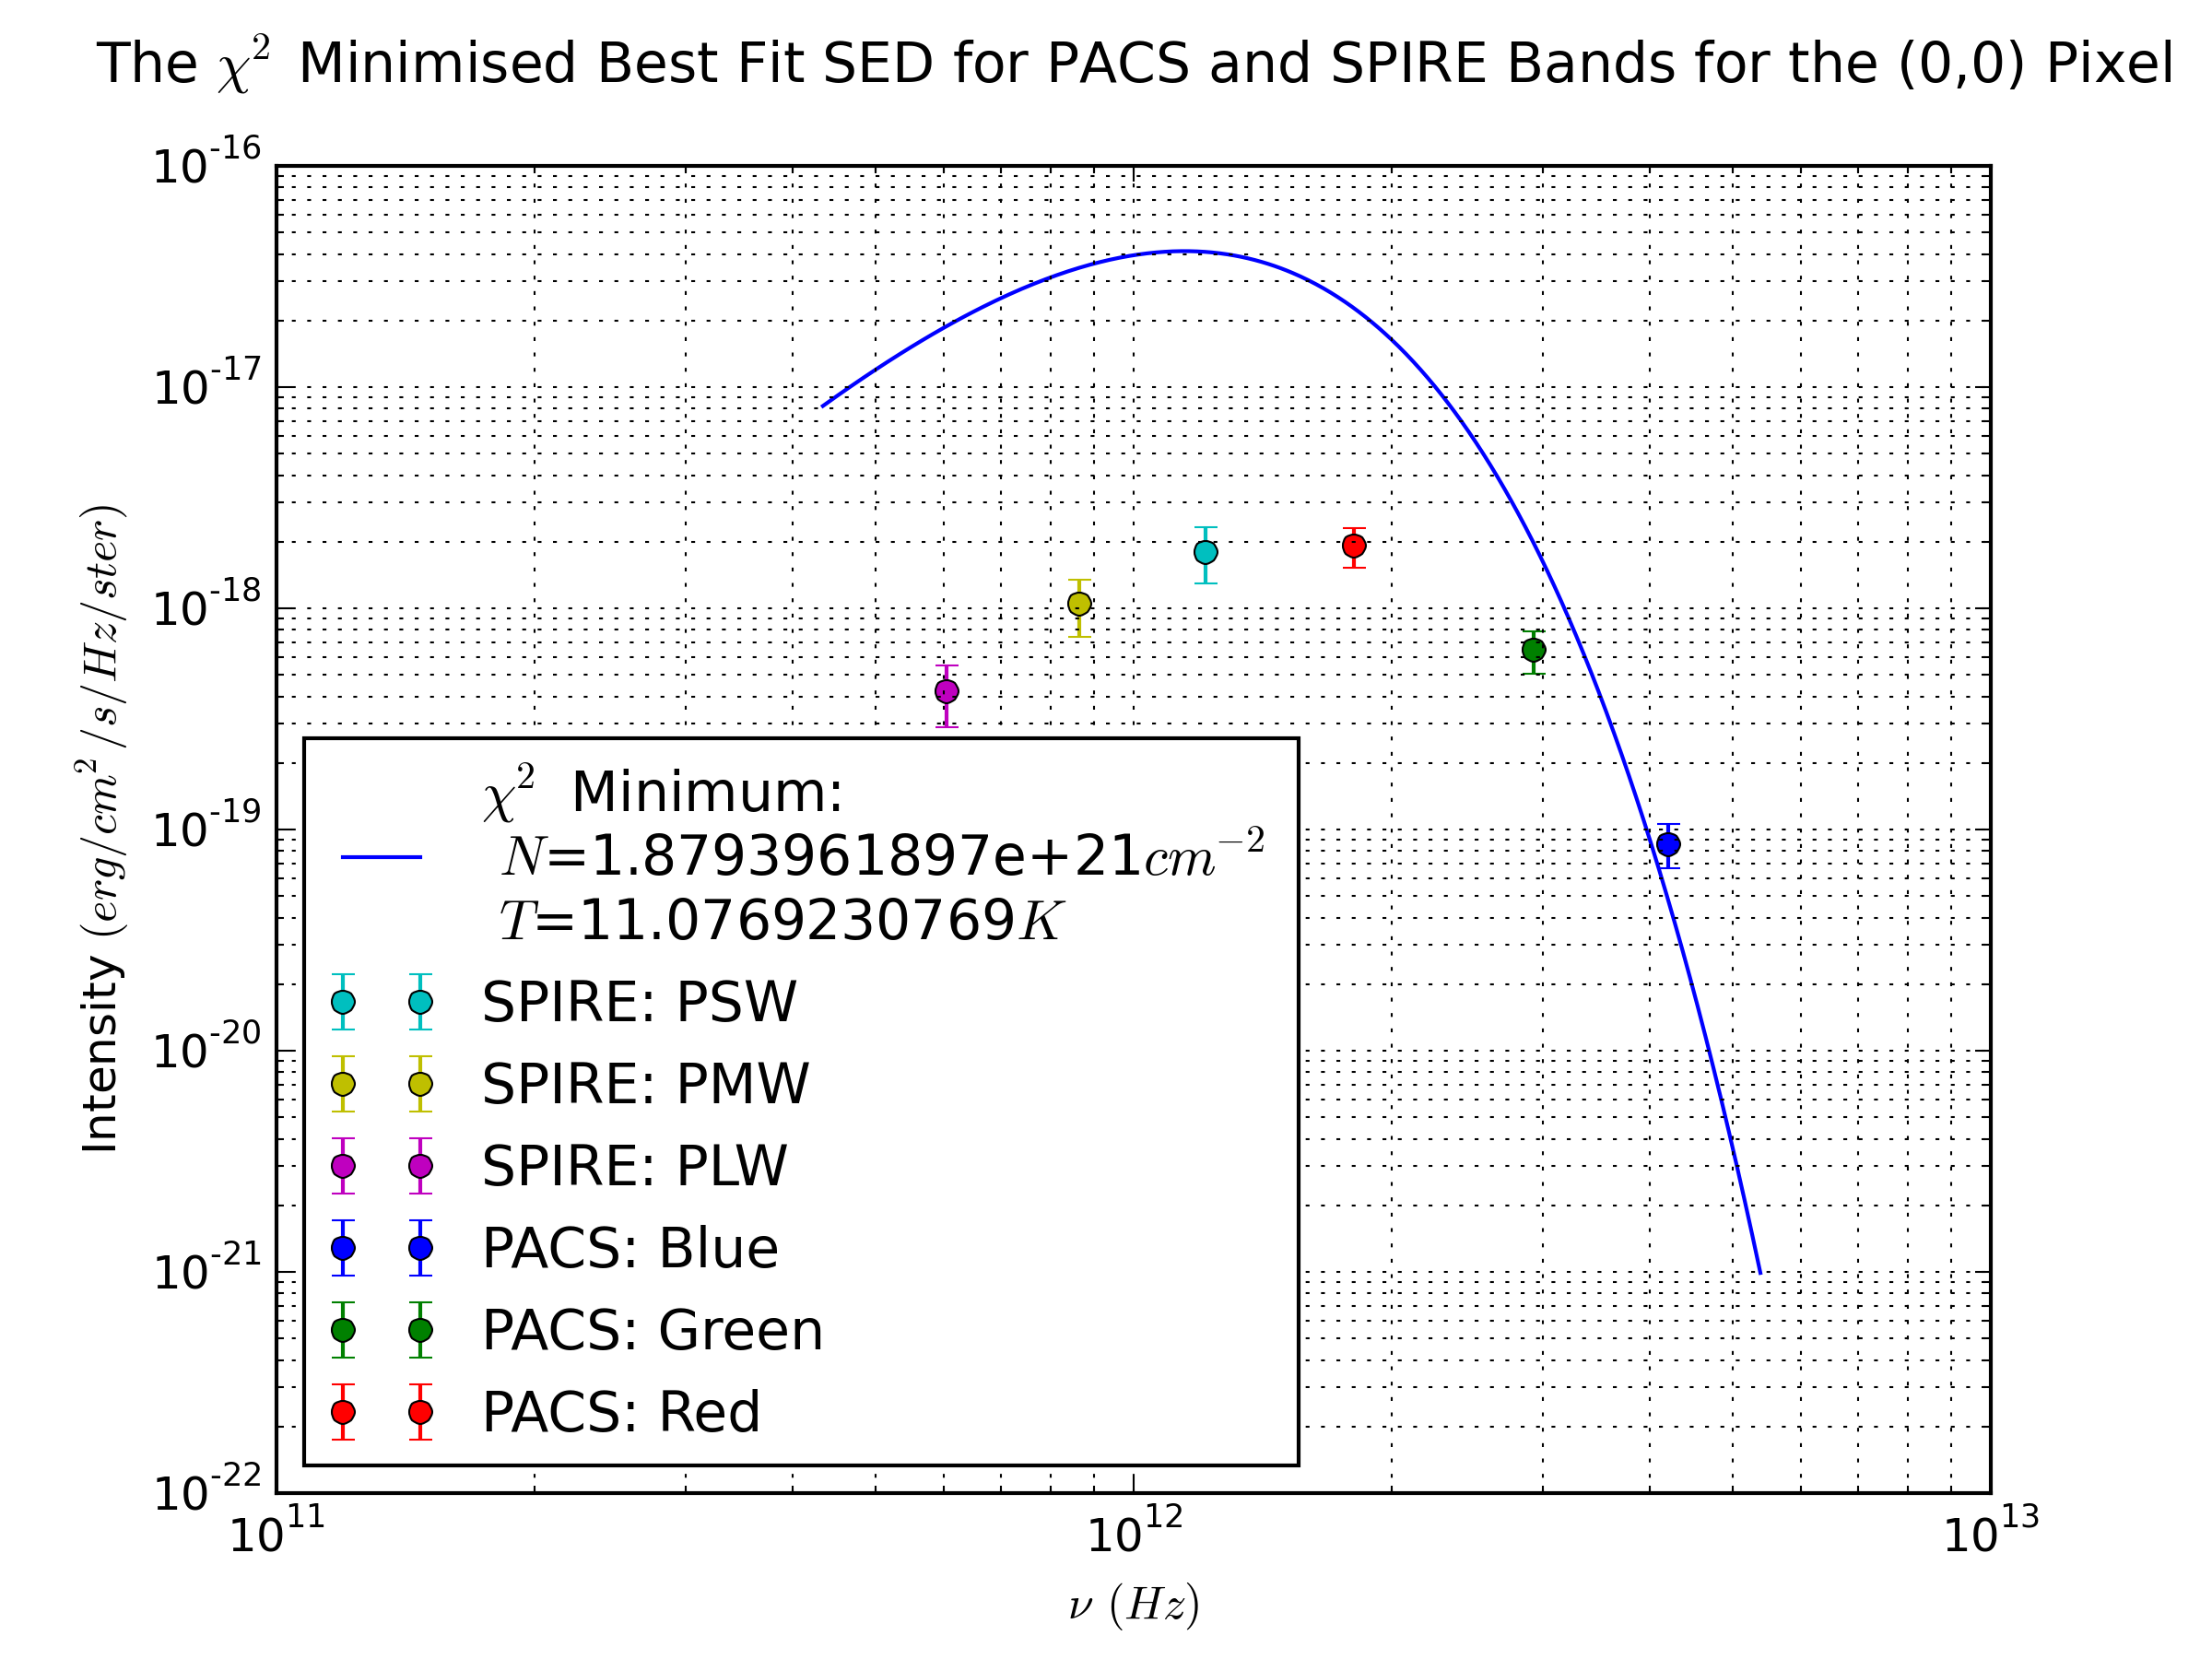 The χ² Minimised Best Fit SED for PACS and SPIRE Bands for the (0,0) Pixel
Intensity (erg/cm²/s/Hz/ster)
10⁻¹⁶
10⁻¹⁷
10⁻¹⁸
10⁻¹⁹
10⁻²⁰
10⁻²¹
10⁻²²
χ² Minimum:
N=1.8793961897e+21cm⁻²
T=11.0769230769K
SPIRE: PSW
SPIRE: PMW
SPIRE: PLW
PACS: Blue
PACS: Green
PACS: Red
10¹¹ 10¹² 10¹³
ν (Hz)